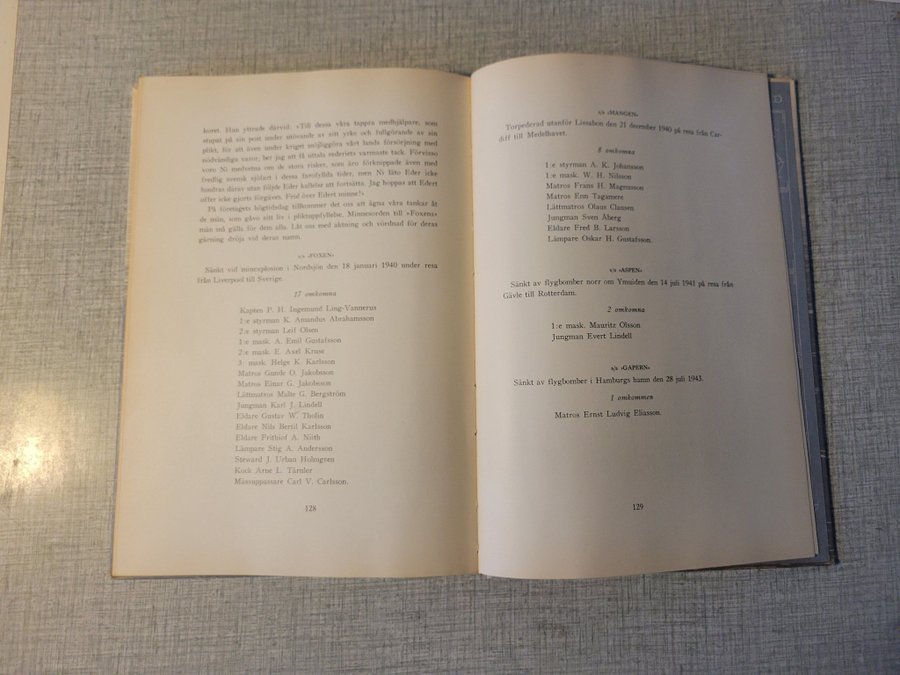 koret. Han yttrade därvid: »Till dessa våra tappra medhjälpare, som
stupat på sin post under utövande av sitt yrke och fullgörande av sin
plikt, för att även under kriget möjliggöra vårt lands försörjning med
nödvändiga varor, ber jag att få uttala rederiets varmaste tack. Förvisso
voro Ni medvetna om de stora risker, som äro förknippade även med
fredlig svensk sjöfart i dessa farofyllda tider, men Ni läto Eder icke
hindras därav utan följde Eder kallelse att fortsätta. Jag hoppas att Edert
offer icke gjorts förgäves. Frid över Edert minne!»
På företagets högtidsdag tillkommer det oss att ägna våra tankar åt
de män, som gåvo sitt liv i pliktuppfyllelse. Minnesorden till »Foxens»
män må gälla för dem alla. Låt oss med aktning och vördnad för deras
gärning dröja vid deras namn.
s/s »FOXEN»
Sänkt vid minexplosion i Nordsjön den 18 januari 1940 under resa
från Liverpool till Sverige.
17 omkomna
Kapten P. H. Ingemund Ling-Vannerus
1:e styrman K. Amandus Abrahamsson
2:e styrman Leif Olsen
1:e mask. A. Emil Gustafsson
2:e mask. E. Axel Kruse
3: mask. Helge K. Karlsson
Matros Gunde O. Jakobsson
Matros Einar G. Jakobsson
Lättmatros Malte G. Bergström
Jungman Karl J. Lindell
Eldare Gustav W. Tholin
Eldare Nils Bertil Karlsson
Eldare Frithiof A. Nöth
Lämpare Stig A. Andersson
Steward J. Urban Holmgren
Kock Arne L. Tärnler
Mässuppassare Carl V. Carlsson.
128
s/s »HANGEN»
Torpederad utanför Lissabon den 21 december 1940 på resa från Car-
diff till Medelhavet.
8 omkomna
1:e styrman A. K. Johansson
1:e mask. W. H. Nilsson
Matros Frans H. Magnusson
Matros Enn Tagamere
Lättmatros Olaus Clausen
Jungman Sven Åberg
Eldare Fred B. Larsson
Lämpare Oskar H. Gustafsson.
s/s »ASPEN»
Sänkt av flygbomber norr om Ymuiden den 14 juli 1941 på resa från
Gävle till Rotterdam.
2 omkomna
1:e mask. Mauritz Olsson
Jungman Evert Lindell
s/s »GAPERN»
Sänkt av flygbomber i Hamburgs hamn den 28 juli 1943.
1 omkommen
Matros Ernst Ludvig Eliasson.
129